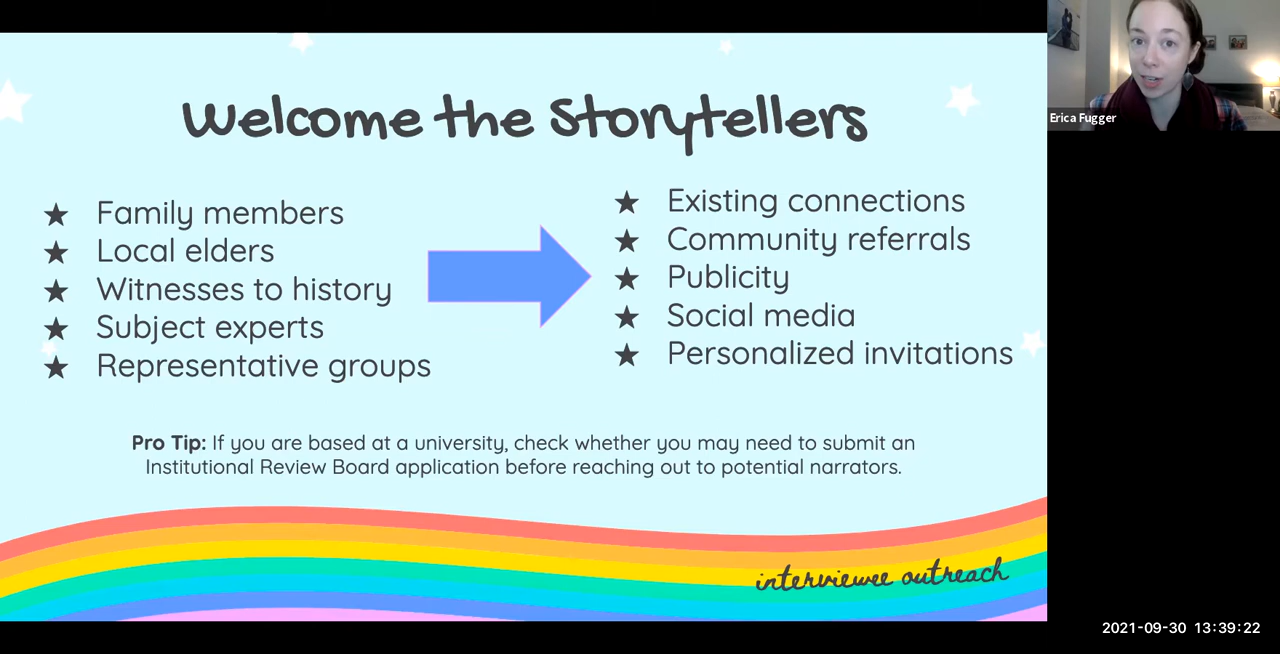 Welcome the Storytellers
★ Family members
★ Local elders
★ Witnesses to history
★ Subject experts
★ Representative groups
★ Existing connections
★ Community referrals
★ Publicity
★ Social media
★ Personalized invitations
Pro Tip: If you are based at a university, check whether you may need to submit an
Institutional Review Board application before reaching out to potential narrators.
interviewee outreach
Erica Fugger
2021-09-30 13:39:22